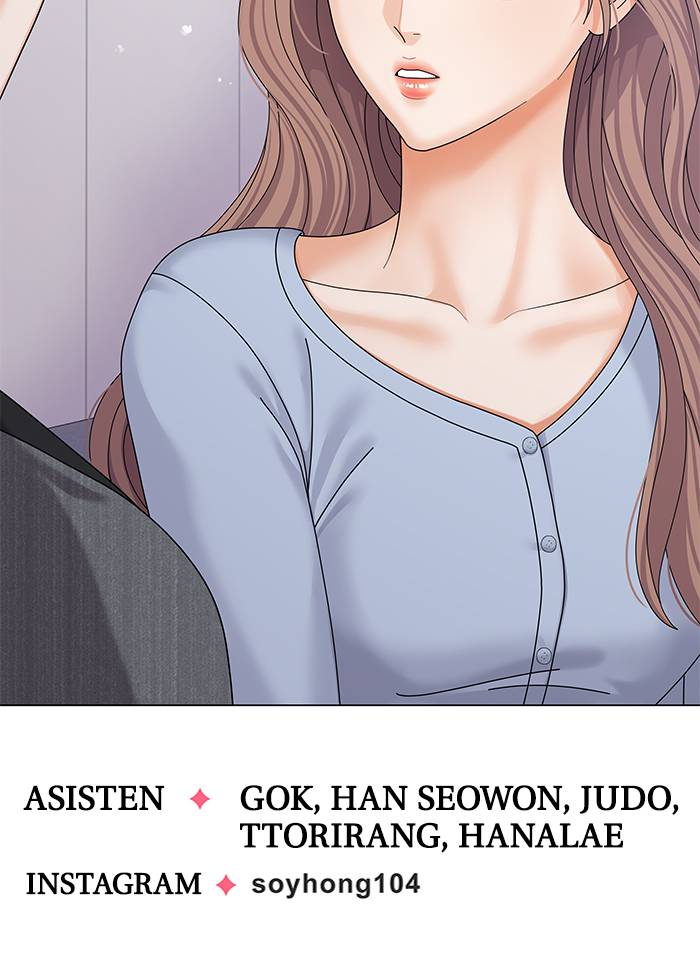 ASISTEN ✦ GOK, HAN SEOWON, JUDO,
TTORIRANG, HANALAE
INSTAGRAM ✦ soyhong104